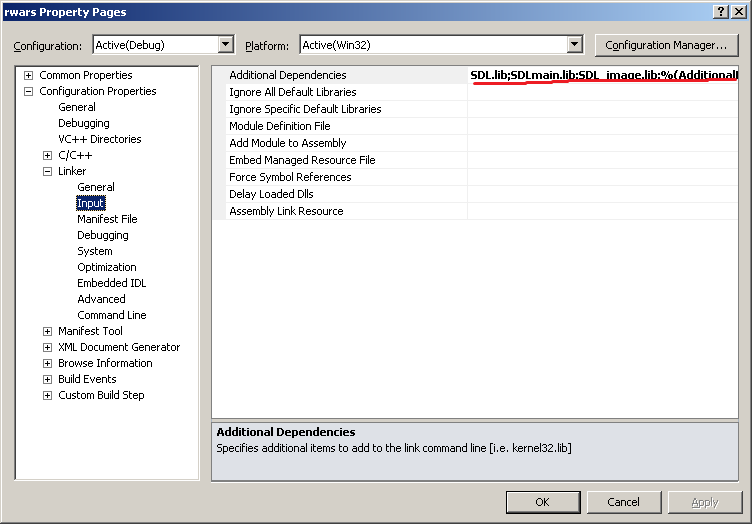 rwars Property Pages
Configuration: Active(Debug) Platform: Active(Win32) Configuration Manager...
Common Properties
Configuration Properties
General
Debugging
VC++ Directories
C/C++
Linker
General
Input
Manifest File
Debugging
System
Optimization
Embedded IDL
Advanced
Command Line
Manifest Tool
XML Document Generator
Browse Information
Build Events
Custom Build Step
Additional Dependencies SDL.lib;SDLmain.lib;SDL_image.lib;%(Additional
Ignore All Default Libraries
Ignore Specific Default Libraries
Module Definition File
Add Module to Assembly
Embed Managed Resource File
Force Symbol References
Delay Loaded Dlls
Assembly Link Resource
Additional Dependencies
Specifies additional items to add to the link command line [i.e. kernel32.lib]
OK Cancel Apply